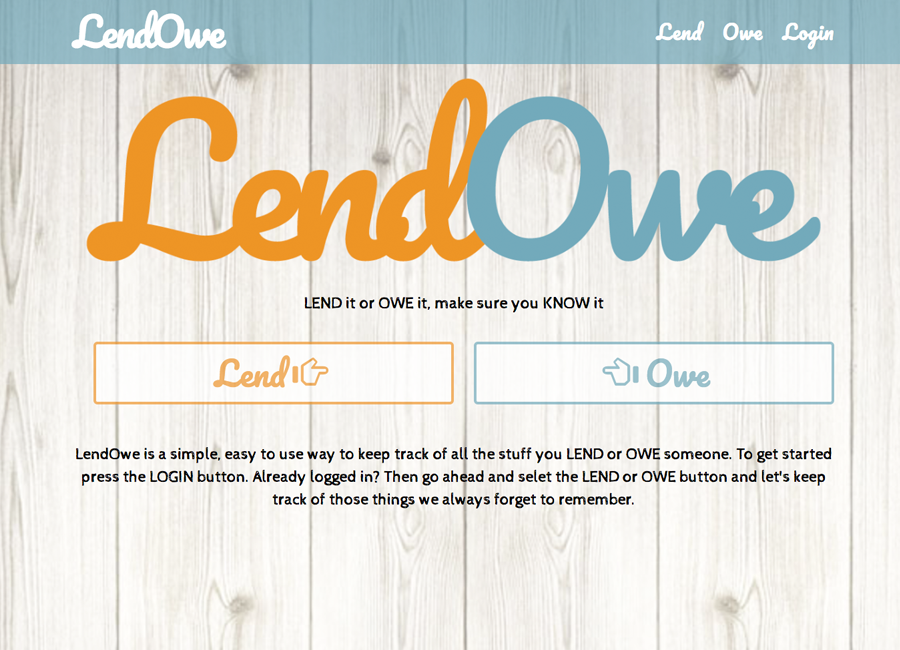 LendOwe
Lend Owe Login
LendOwe
LEND it or OWE it, make sure you KNOW it
Lend
Owe
LendOwe is a simple, easy to use way to keep track of all the stuff you LEND or OWE someone. To get started
press the LOGIN button. Already logged in? Then go ahead and selet the LEND or OWE button and let's keep
track of those things we always forget to remember.